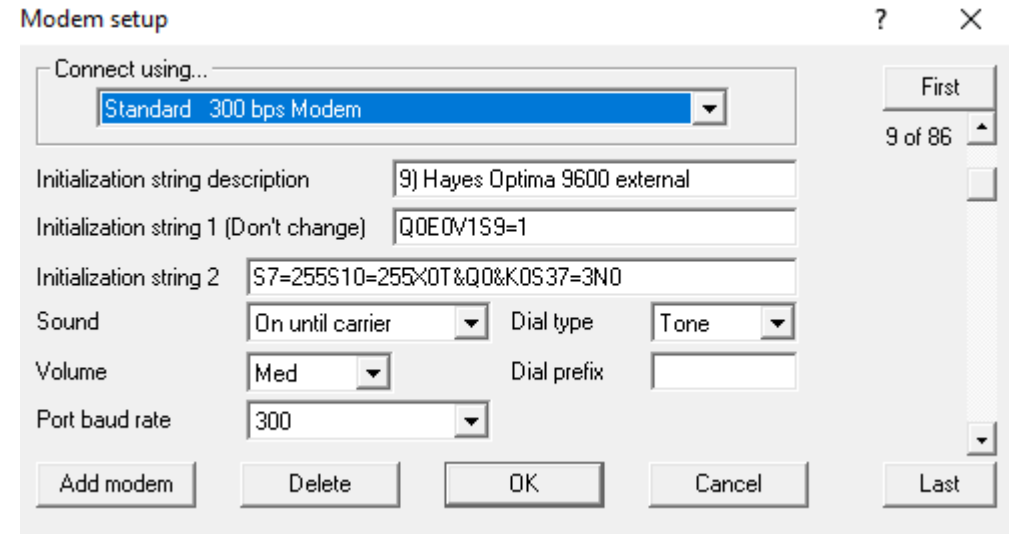 Modem setup ? X
Connect using...
Standard 300 bps Modem
First
9 of 86
Initialization string description 9) Hayes Optima 9600 external
Initialization string 1 (Don't change) Q0E0V1S9=1
Initialization string 2 S7=255S10=255X0T&Q0&K0S37=3N0
Sound On until carrier Dial type Tone
Volume Med Dial prefix
Port baud rate 300
Add modem Delete OK Cancel Last